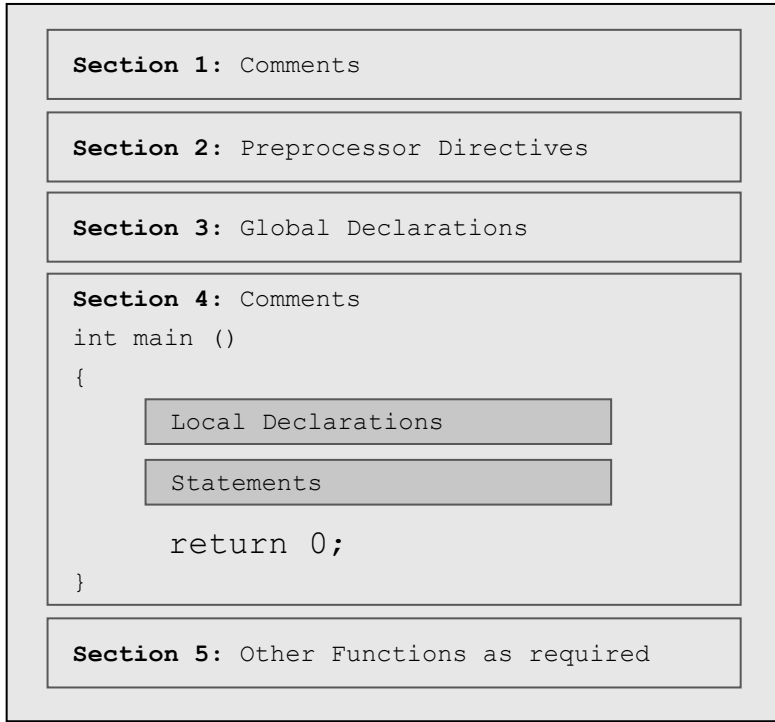 Section 1: Comments
Section 2: Preprocessor Directives
Section 3: Global Declarations
Section 4: Comments
int main ()
{
Local Declarations
Statements
return 0;
}
Section 5: Other Functions as required